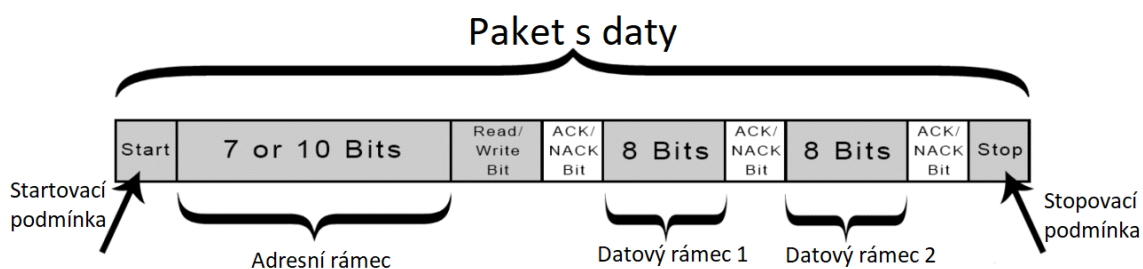 Paket s daty
Start
7 or 10 Bits
Read/
Write
Bit
ACK/
NACK
Bit
8 Bits
ACK/
NACK
Bit
8 Bits
ACK/
NACK
Bit
Stop
Startovací
podmínka
Adresní rámec
Datový rámec 1
Datový rámec 2
Stopovací
podmínka